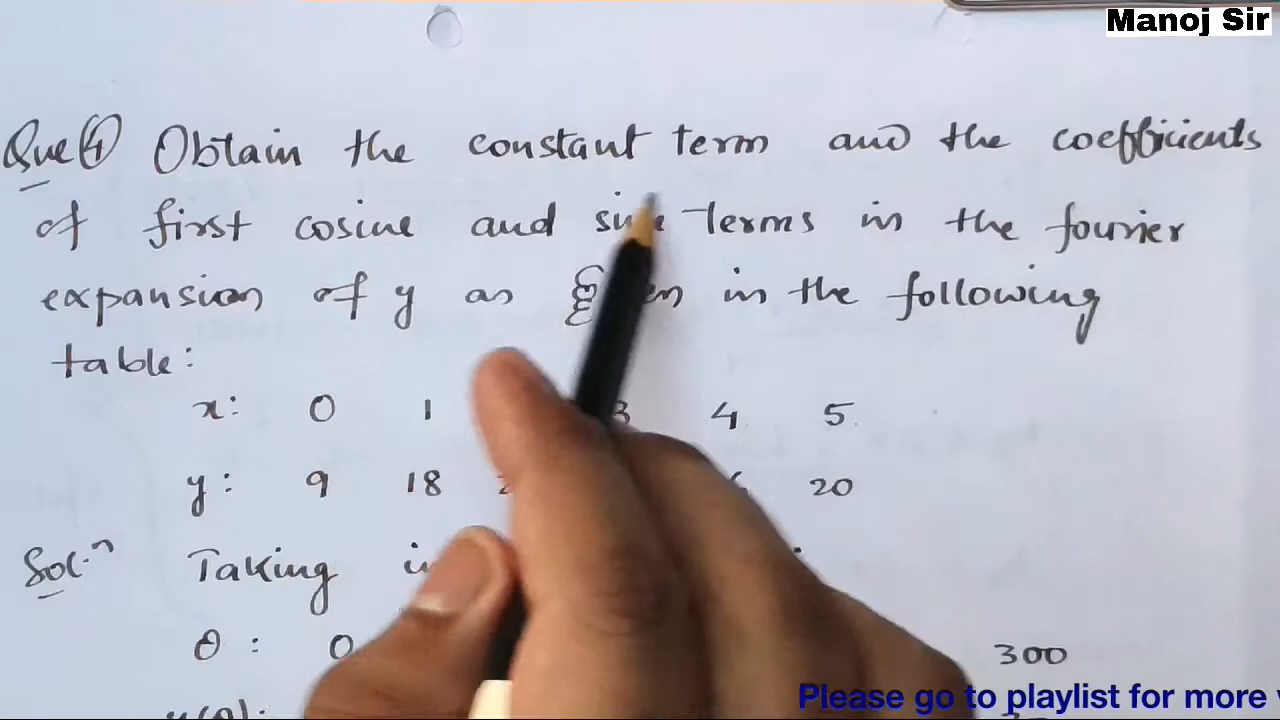 Manoj Sir
Que 4 Obtain the constant term and the coefficients
of first cosine and terms in the fourier
expansion of y as in the following
table:
x: 0 1 3 4 5
y: 9 18 20
Sol.n Taking
θ : 0 300
Please go to playlist for more